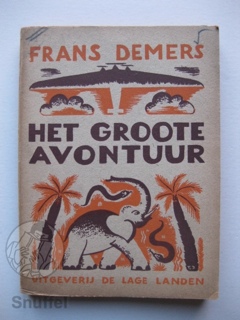 FRANS DEMERS
HET GROOTE
AVONTUUR
UITGEVERIJ DE LAGE LANDEN
Snuffel